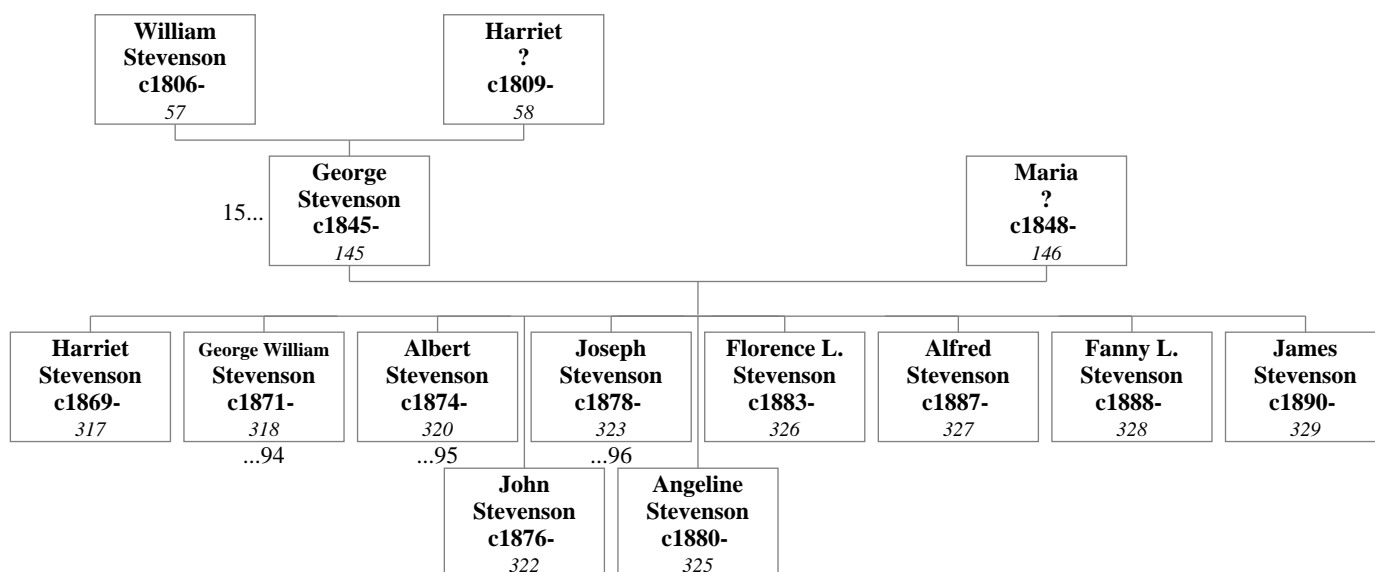 William
Stevenson
c1806-
57
Harriet
?
c1809-
58
15...
George
Stevenson
c1845-
145
Maria
?
c1848-
146
Harriet
Stevenson
c1869-
317
George William
Stevenson
c1871-
318
...94
Albert
Stevenson
c1874-
320
...95
Joseph
Stevenson
c1878-
323
...96
Florence L.
Stevenson
c1883-
326
Alfred
Stevenson
c1887-
327
Fanny L.
Stevenson
c1888-
328
James
Stevenson
c1890-
329
John
Stevenson
c1876-
322
Angeline
Stevenson
c1880-
325